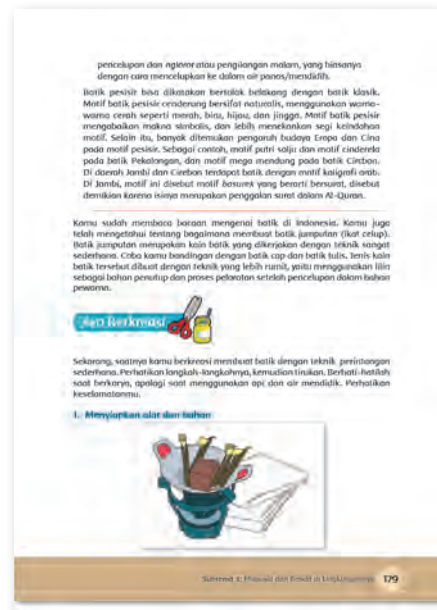 pencelupan dan nglorot atau penghilangan malam, yang biasanya
dengan cara mencelupkan ke dalam air panas/mendidih.
Batik pesisir bisa dikatakan bertolak belakang dengan batik klasik.
Motif batik pesisir cenderung bersifat naturalis, menggunakan warna-
warna cerah seperti merah, biru, hijau, dan jingga. Motif batik pesisir
mengabaikan makna simbolis, dan lebih menekankan segi keindahan
motif. Selain itu, banyak ditemukan pengaruh budaya Eropa dan Cina
pada motif pesisir. Sebagai contoh, motif putri salju dan motif cinderela
pada batik Pekalongan, dan motif mega mendung pada batik Cirebon.
Di daerah Jambi dan Cirebon terdapat batik dengan motif kaligrafi arab.
Di Jambi, motif ini disebut motif basurek yang berarti bersurat, disebut
demikian karena isinya merupakan penggalan surat dalam Al-Quran.
Kamu sudah membaca bacaan mengenai batik di Indonesia. Kamu juga
telah mengetahui tentang bagaimana membuat batik jumputan (ikat celup).
Batik jumputan merupakan kain batik yang dikerjakan dengan teknik sangat
sederhana. Coba kamu bandingan dengan batik cap dan batik tulis. Jenis kain
batik tersebut dibuat dengan teknik yang lebih rumit, yaitu menggunakan lilin
sebagai bahan penutup dan proses pelorotan setelah pencelupan dalam bahan
pewarna.
Ayo Berkreasi
Sekarang, saatnya kamu berkreasi membuat batik dengan teknik perintangan
sederhana. Perhatikan langkah-langkahnya, kemudian tirukan. Berhati-hatilah
saat berkarya, apalagi saat menggunakan api dan air mendidih. Perhatikan
keselamatanmu.
1. Menyiapkan alat dan bahan
Subtema 3: Manusia dan Benda di Lingkungannya 179